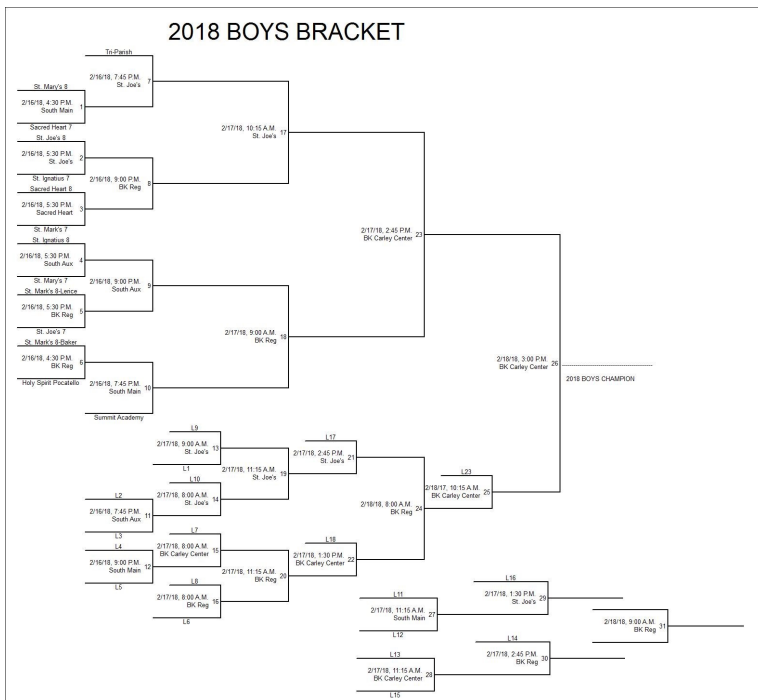 2018 BOYS BRACKET
Tri-Parish
2/16/18, 7:45 P.M.
St. Joe's
7
St. Mary's 8
2/16/18, 4:30 P.M.
South Main
1
Sacred Heart 7
St. Joe's 8
2/16/18, 5:30 P.M.
St. Joe's
2
St. Ignatius 7
2/16/18, 9:00 P.M.
BK Reg
8
Sacred Heart 8
2/16/18, 5:30 P.M.
Sacred Heart
3
St. Mark's 7
2/17/18, 10:15 A.M.
St. Joe's
17
St. Ignatius 8
2/16/18, 5:30 P.M.
South Aux
4
St. Mary's 7
2/16/18, 9:00 P.M.
South Aux
9
St. Mark's 8-Lerice
2/16/18, 5:30 P.M.
BK Reg
5
St. Joe's 7
St. Mark's 8-Baker
2/16/18, 4:30 P.M.
BK Reg
6
Holy Spirit Pocatello
2/16/18, 7:45 P.M.
South Main
10
Summit Academy
2/17/18, 9:00 A.M.
BK Reg
18
2/17/18, 2:45 P.M.
BK Carley Center
23
2/18/18, 3:00 P.M.
BK Carley Center
26
2018 BOYS CHAMPION
L9
2/17/18, 9:00 A.M.
St. Joe's
13
L1
L10
2/17/18, 8:00 A.M.
St. Joe's
14
L2
2/16/18, 7:45 P.M.
South Aux
11
L3
2/17/18, 11:15 A.M.
St. Joe's
19
L17
2/17/18, 2:45 P.M.
St. Joe's
21
L4
2/16/18, 9:00 P.M.
South Main
12
L5
L7
2/17/18, 8:00 A.M.
BK Carley Center
15
L8
2/17/18, 8:00 A.M.
BK Reg
16
L6
2/17/18, 11:15 A.M.
BK Reg
20
L18
2/17/18, 1:30 P.M.
BK Carley Center
22
2/18/18, 8:00 A.M.
BK Reg
24
L23
2/18/17, 10:15 A.M.
BK Carley Center
25
L11
2/17/18, 11:15 A.M.
South Main
27
L12
L16
2/17/18, 1:30 P.M.
St. Joe's
29
L13
2/17/18, 11:15 A.M.
BK Carley Center
28
L15
L14
2/17/18, 2:45 P.M.
BK Reg
30
2/18/18, 9:00 A.M.
BK Reg
31